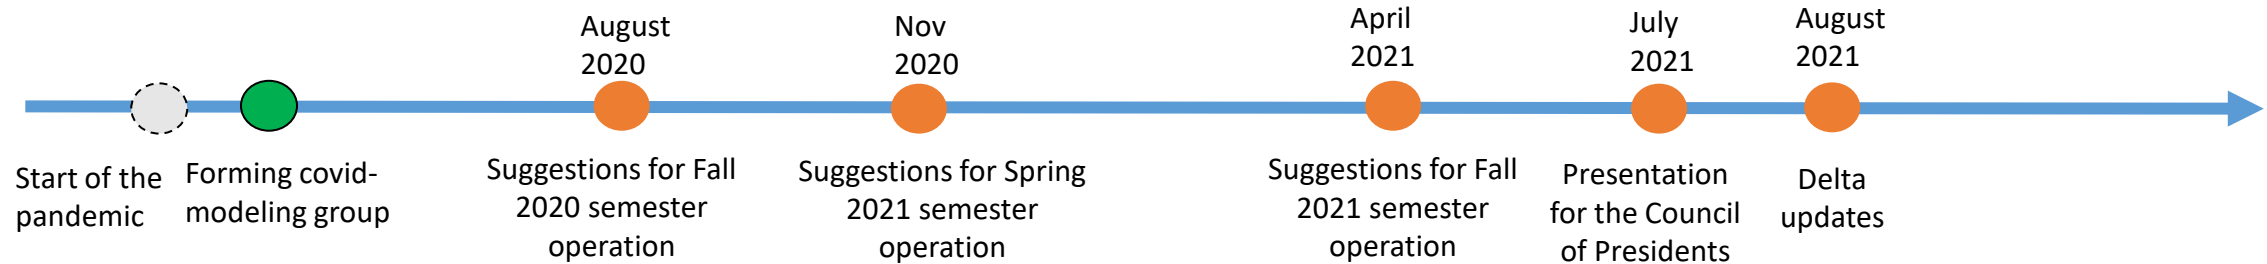 August
2020
Nov
2020
April
2021
July
2021
August
2021
Start of the
pandemic
Forming covid-
modeling group
Suggestions for Fall
2020 semester
operation
Suggestions for Spring
2021 semester
operation
Suggestions for Fall
2021 semester
operation
Presentation
for the Council
of Presidents
Delta
updates